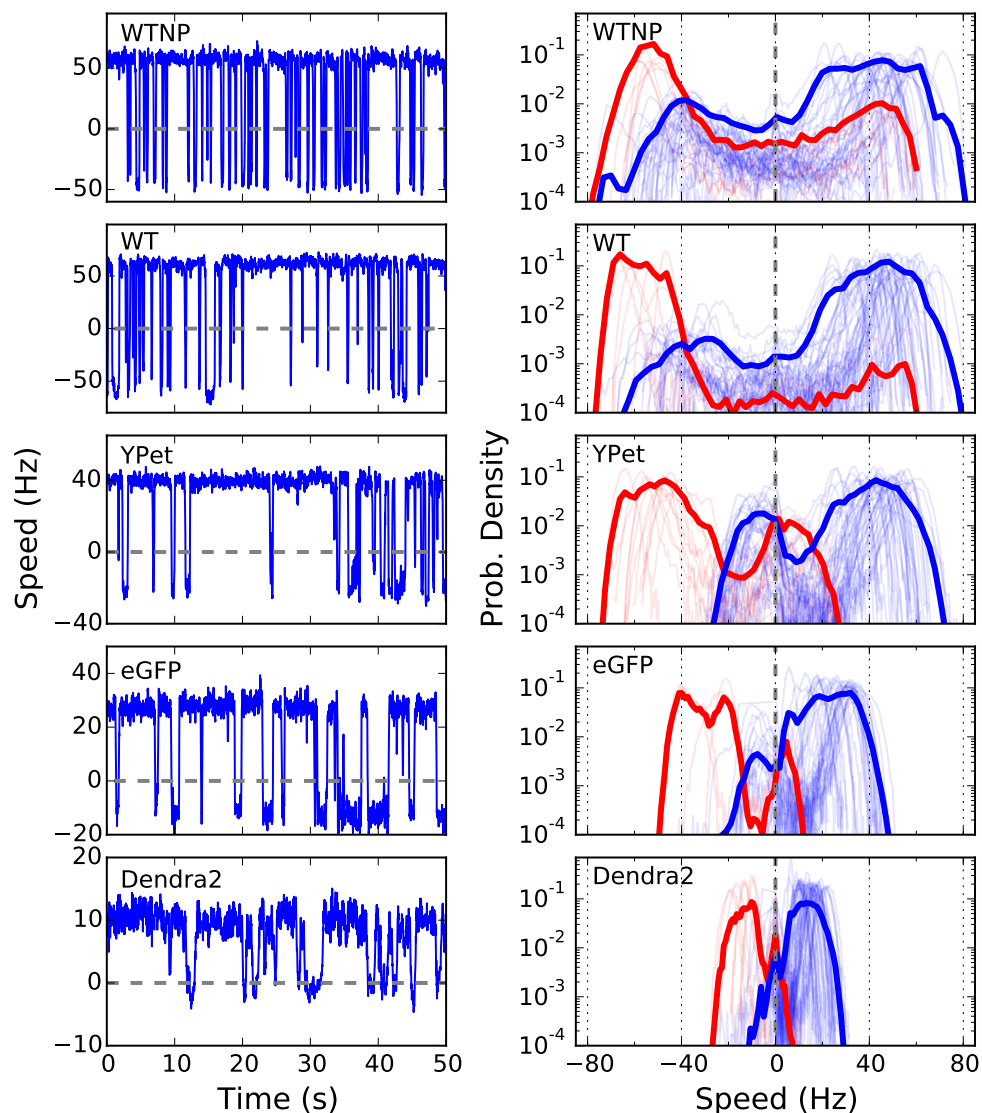 WTNP
50
0
−50
WT
50
0
−50
YPet
40
0
−40
eGFP
40
20
0
−20
Dendra2
20
10
0
−10
0 10 20 30 40 50
Time (s)
Speed (Hz)
WTNP
10^-1
10^-2
10^-3
10^-4
WT
10^-1
10^-2
10^-3
10^-4
YPet
10^-1
10^-2
10^-3
10^-4
eGFP
10^-1
10^-2
10^-3
10^-4
Dendra2
10^-1
10^-2
10^-3
10^-4
−80 −40 0 40 80
Speed (Hz)
Prob. Density